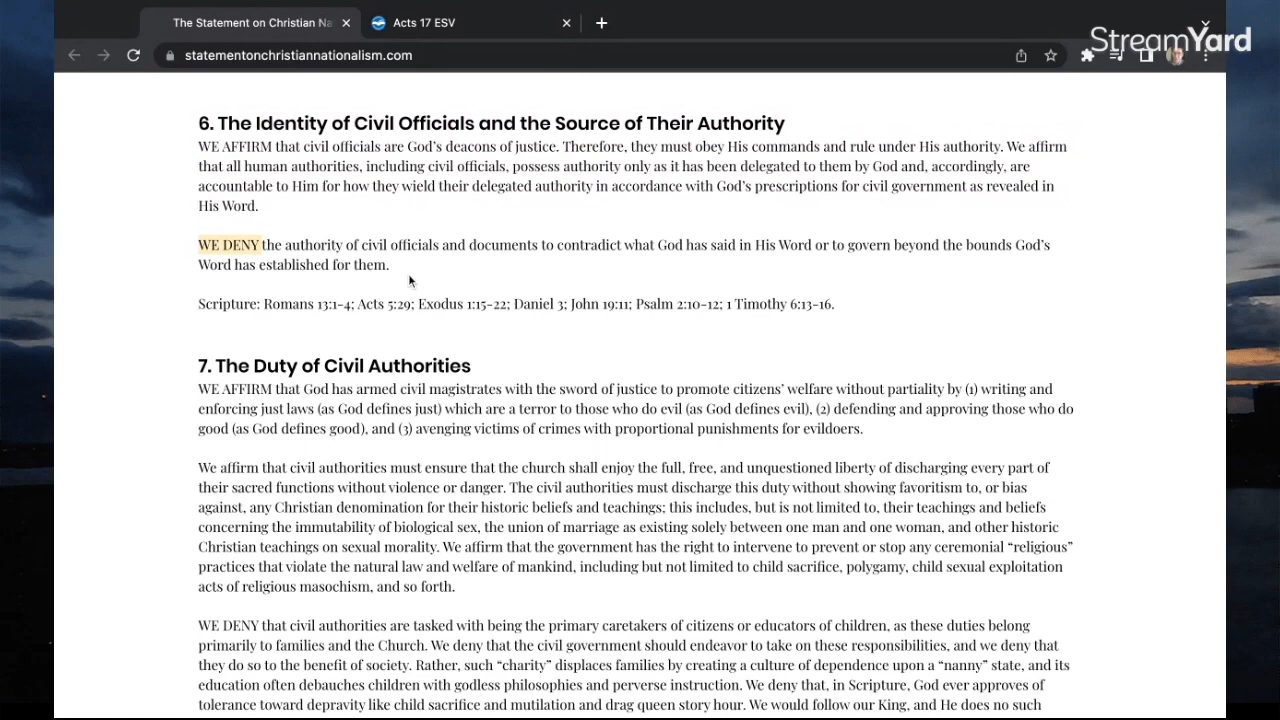 The Statement on Christian Na
Acts 17 ESV
StreamYard
statementonchristiannationalism.com
6. The Identity of Civil Officials and the Source of Their Authority
WE AFFIRM that civil officials are God’s deacons of justice. Therefore, they must obey His commands and rule under His authority. We affirm
that all human authorities, including civil officials, possess authority only as it has been delegated to them by God and, accordingly, are
accountable to Him for how they wield their delegated authority in accordance with God’s prescriptions for civil government as revealed in
His Word.
WE DENY the authority of civil officials and documents to contradict what God has said in His Word or to govern beyond the bounds God’s
Word has established for them.
Scripture: Romans 13:1-4; Acts 5:29; Exodus 1:15-22; Daniel 3; John 19:11; Psalm 2:10-12; 1 Timothy 6:13-16.
7. The Duty of Civil Authorities
WE AFFIRM that God has armed civil magistrates with the sword of justice to promote citizens’ welfare without partiality by (1) writing and
enforcing just laws (as God defines just) which are a terror to those who do evil (as God defines evil), (2) defending and approving those who do
good (as God defines good), and (3) avenging victims of crimes with proportional punishments for evildoers.
We affirm that civil authorities must ensure that the church shall enjoy the full, free, and unquestioned liberty of discharging every part of
their sacred functions without violence or danger. The civil authorities must discharge this duty without showing favoritism to, or bias
against, any Christian denomination for their historic beliefs and teachings; this includes, but is not limited to, their teachings and beliefs
concerning the immutability of biological sex, the union of marriage as existing solely between one man and one woman, and other historic
Christian teachings on sexual morality. We affirm that the government has the right to intervene to prevent or stop any ceremonial “religious”
practices that violate the natural law and welfare of mankind, including but not limited to child sacrifice, polygamy, child sexual exploitation
acts of religious masochism, and so forth.
WE DENY that civil authorities are tasked with being the primary caretakers of citizens or educators of children, as these duties belong
primarily to families and the Church. We deny that the civil government should endeavor to take on these responsibilities, and we deny that
they do so to the benefit of society. Rather, such “charity” displaces families by creating a culture of dependence upon a “nanny” state, and its
education often debauches children with godless philosophies and perverse instruction. We deny that, in Scripture, God ever approves of
tolerance toward depravity like child sacrifice and mutilation and drag queen story hour. We would follow our King, and He does no such